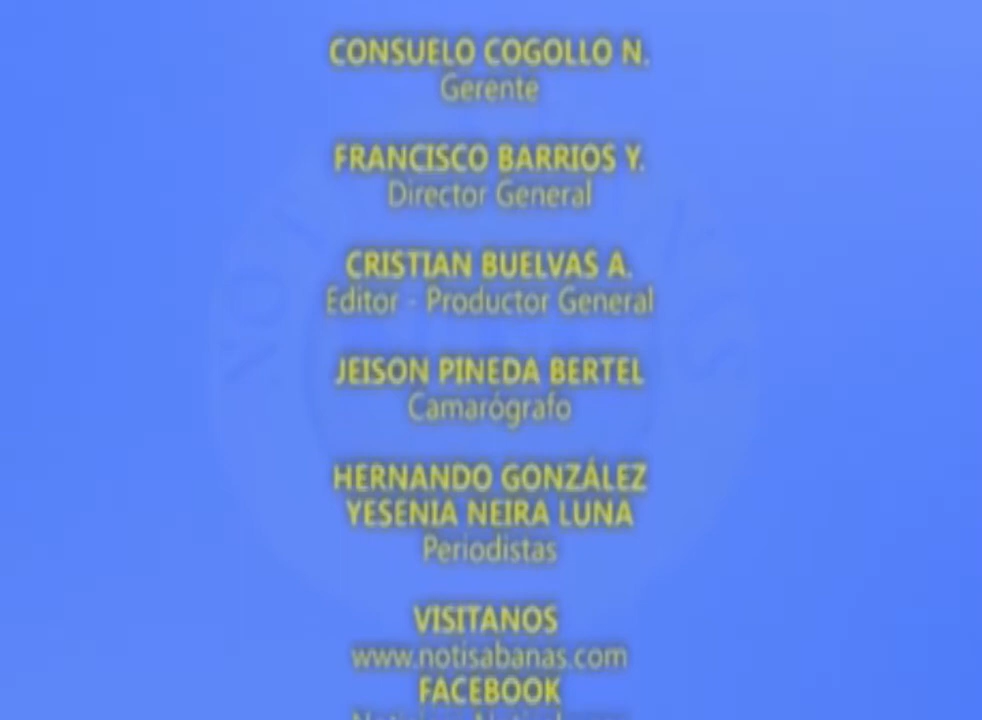 CONSUELO COGOLLO N.
Gerente
FRANCISCO BARRIOS Y.
Director General
CRISTIAN BUELVAS A.
Editor - Productor General
JEISON PINEDA BERTEL
Camarógrafo
HERNANDO GONZÁLEZ
YESENIA NEIRA LUNA
Periodistas
VISITANOS
www.notisabanas.com
FACEBOOK